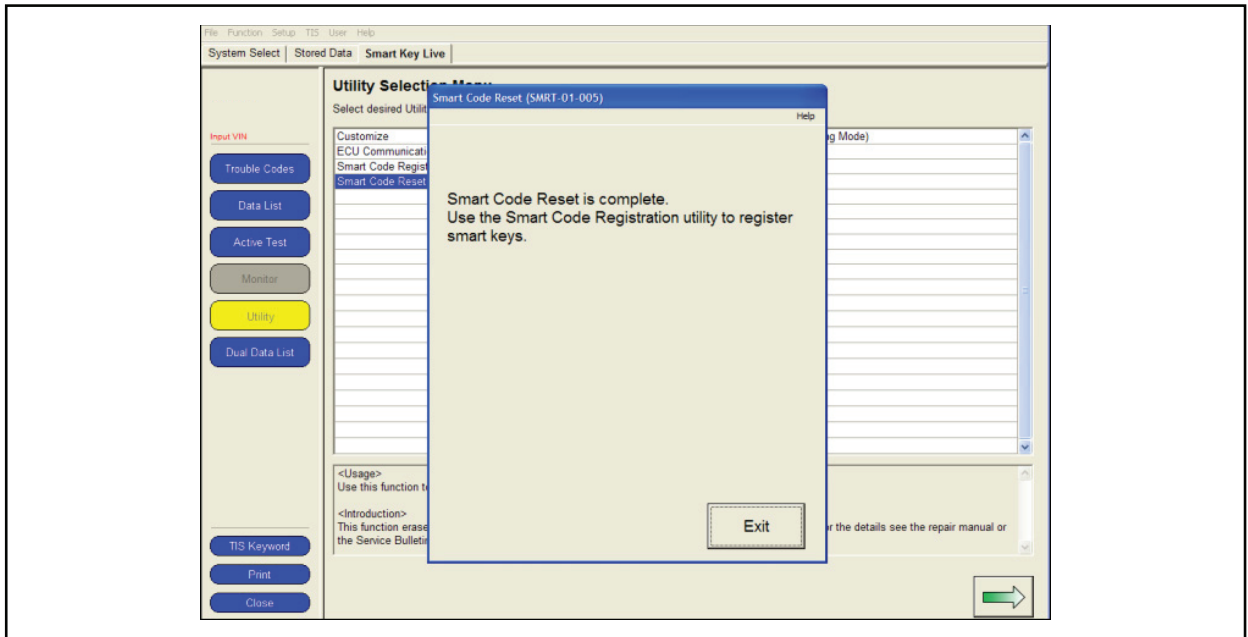 File Function Setup TIS User Help
System Select Stored Data Smart Key Live
Utility Selection Menu
Select desired Utilit
Smart Code Reset (SMRT-01-005)
Help
Input VIN
Trouble Codes
Data List
Active Test
Monitor
Utility
Dual Data List
TIS Keyword
Print
Close
Customize
ECU Communicati
Smart Code Regist
Smart Code Reset
g Mode)
Smart Code Reset is complete.
Use the Smart Code Registration utility to register
smart keys.
Exit
<Usage>
Use this function t
<Introduction>
This function erase
r the details see the repair manual or
the Service Bulletin